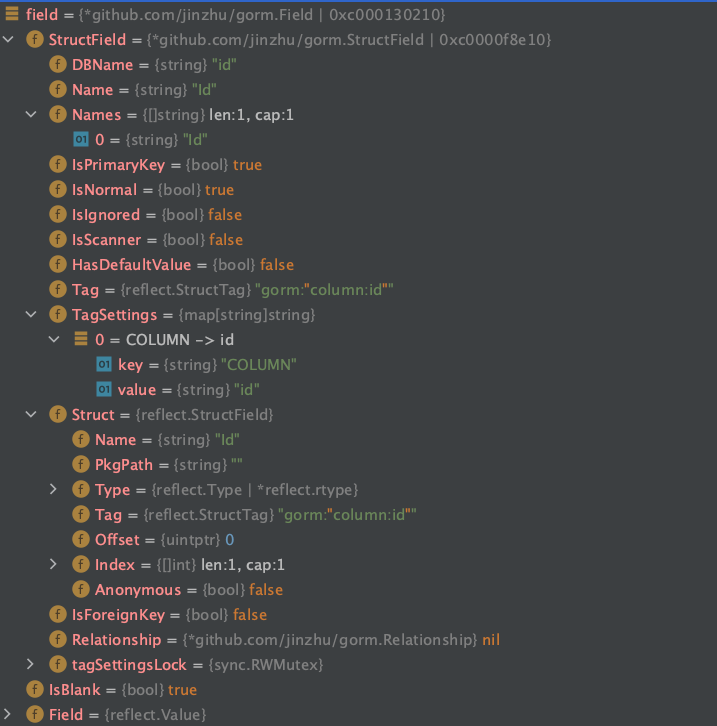 field = {*github.com/jinzhu/gorm.Field | 0xc000130210}
f StructField = {*github.com/jinzhu/gorm.StructField | 0xc0000f8e10}
f DBName = {string} "id"
f Name = {string} "Id"
f Names = {[]string} len:1, cap:1
01 0 = {string} "Id"
f IsPrimaryKey = {bool} true
f IsNormal = {bool} true
f IsIgnored = {bool} false
f IsScanner = {bool} false
f HasDefaultValue = {bool} false
f Tag = {reflect.StructTag} "gorm:"column:id""
f TagSettings = {map[string]string}
0 = COLUMN -> id
01 key = {string} "COLUMN"
01 value = {string} "id"
f Struct = {reflect.StructField}
f Name = {string} "Id"
f PkgPath = {string} ""
f Type = {reflect.Type | *reflect.rtype}
f Tag = {reflect.StructTag} "gorm:"column:id""
f Offset = {uintptr} 0
f Index = {[]int} len:1, cap:1
f Anonymous = {bool} false
f IsForeignKey = {bool} false
f Relationship = {*github.com/jinzhu/gorm.Relationship} nil
f tagSettingsLock = {sync.RWMutex}
f IsBlank = {bool} true
f Field = {reflect.Value}